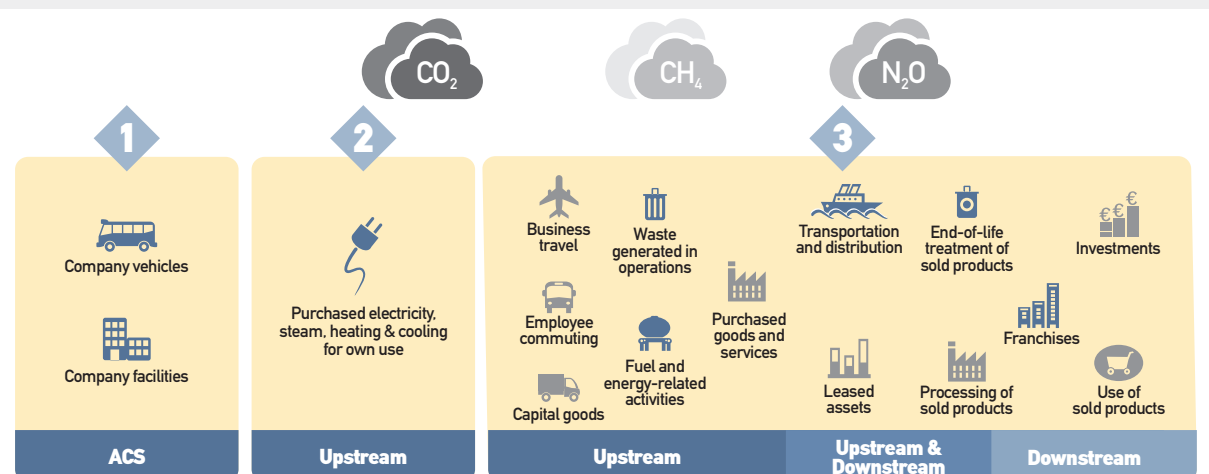 CO₂
CH₄
N₂O
1
2
3
Company vehicles
Company facilities
ACS
Purchased electricity,
steam, heating & cooling
for own use
Upstream
Business
travel
Waste
generated in
operations
Employee
commuting
Fuel and
energy-related
activities
Purchased
goods and
services
Capital goods
Upstream
Transportation
and distribution
Leased
assets
Upstream &
Downstream
End-of-life
treatment of
sold products
Investments
Franchises
Processing of
sold products
Use of
sold products
Downstream
€
€
€